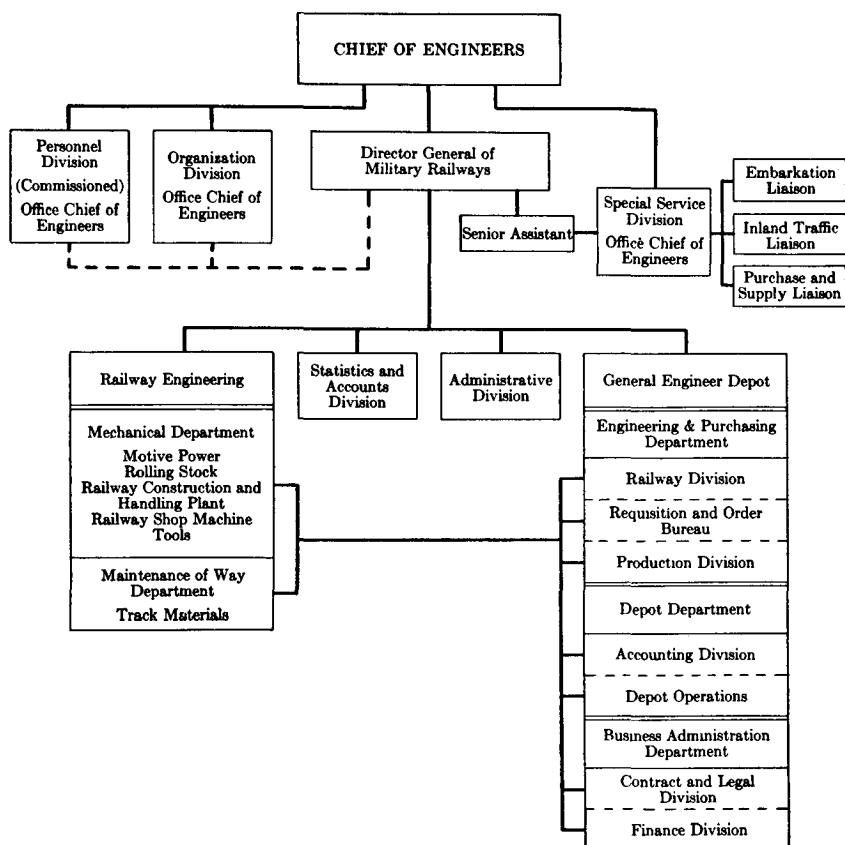 CHIEF OF ENGINEERS
Personnel
Division
(Commissioned)
Office Chief of
Engineers
Organization
Division
Office Chief of
Engineers
Director General of
Military Railways
Senior Assistant
Special Service
Division
Office Chief of
Engineers
Embarkation
Liaison
Inland Traffic
Liaison
Purchase and
Supply Liaison
Railway Engineering
Mechanical Department
Motive Power
Rolling Stock
Railway Construction and
Handling Plant
Railway Shop Machine
Tools
Maintenance of Way
Department
Track Materials
Statistics and
Accounts
Division
Administrative
Division
General Engineer Depot
Engineering & Purchasing
Department
Railway Division
Requisition and Order
Bureau
Production Division
Depot Department
Accounting Division
Depot Operations
Business Administration
Department
Contract and Legal
Division
Finance Division